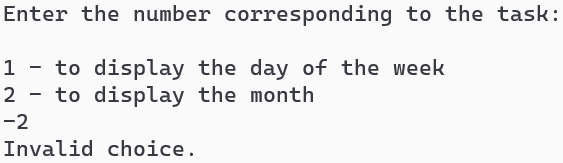 Enter the number corresponding to the task:
1 – to display the day of the week
2 – to display the month
-2
Invalid choice.